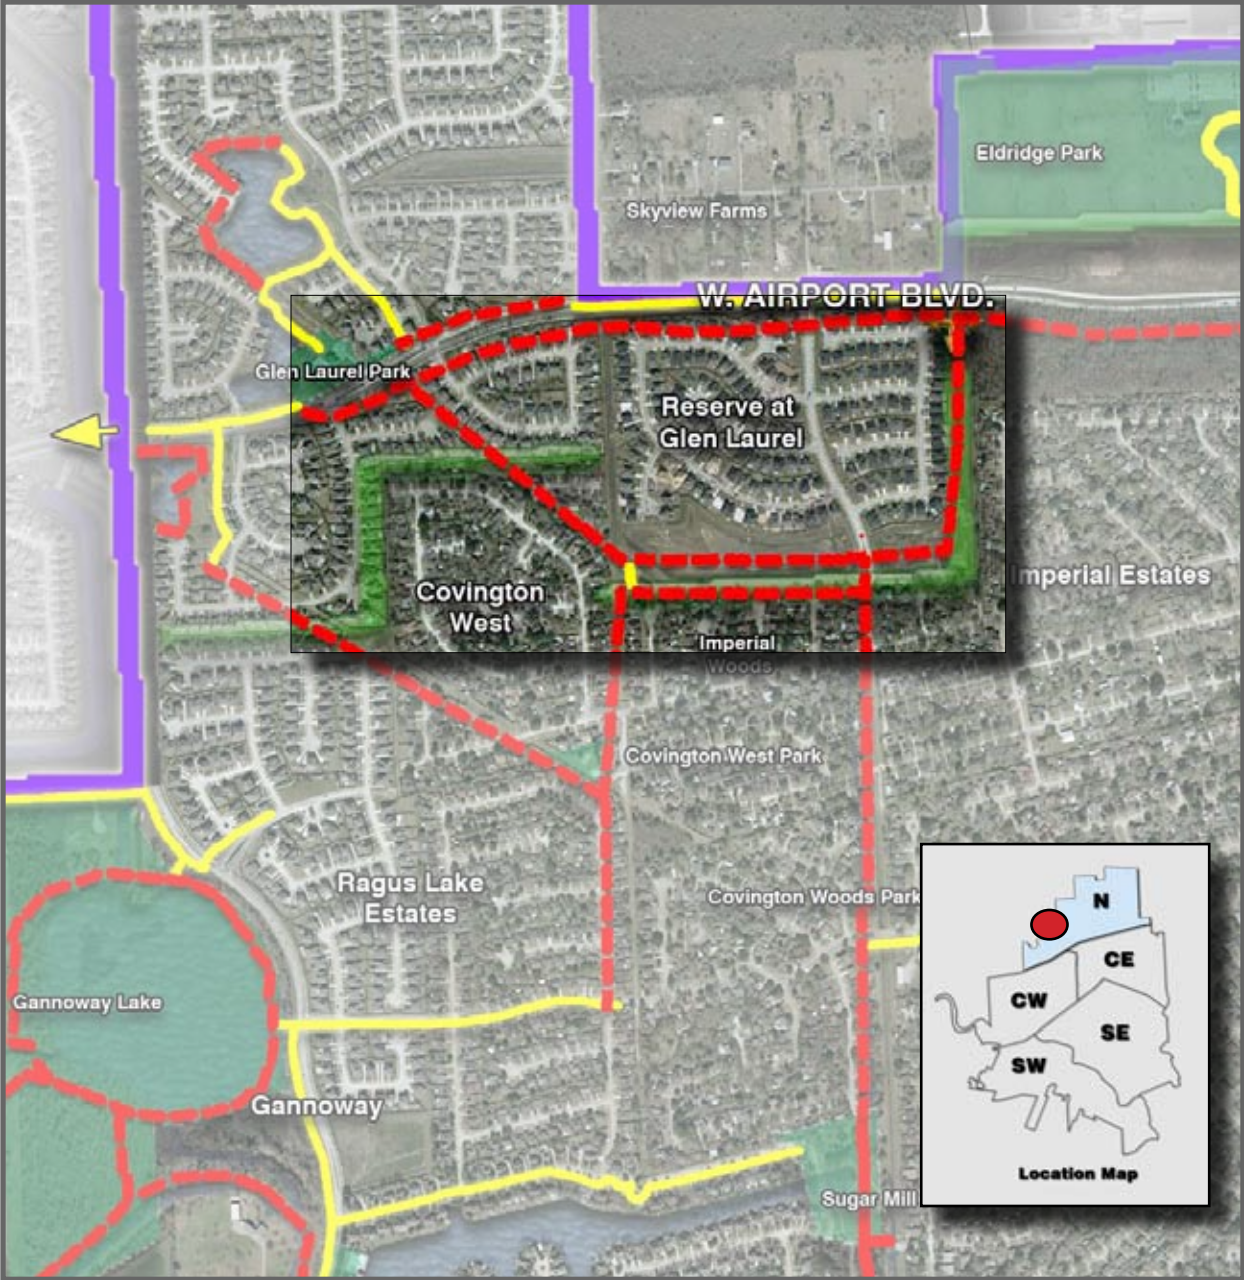 Eldridge Park
Skyview Farms
W. AIRPORT BLVD.
Glen Laurel Park
Reserve at
Glen Laurel
Imperial Estates
Covington
West
Imperial
Woods
Covington West Park
Ragus Lake
Estates
Covington Woods Park
Gannoway Lake
Gannoway
Sugar Mill
N
CE
CW
SE
SW
Location Map